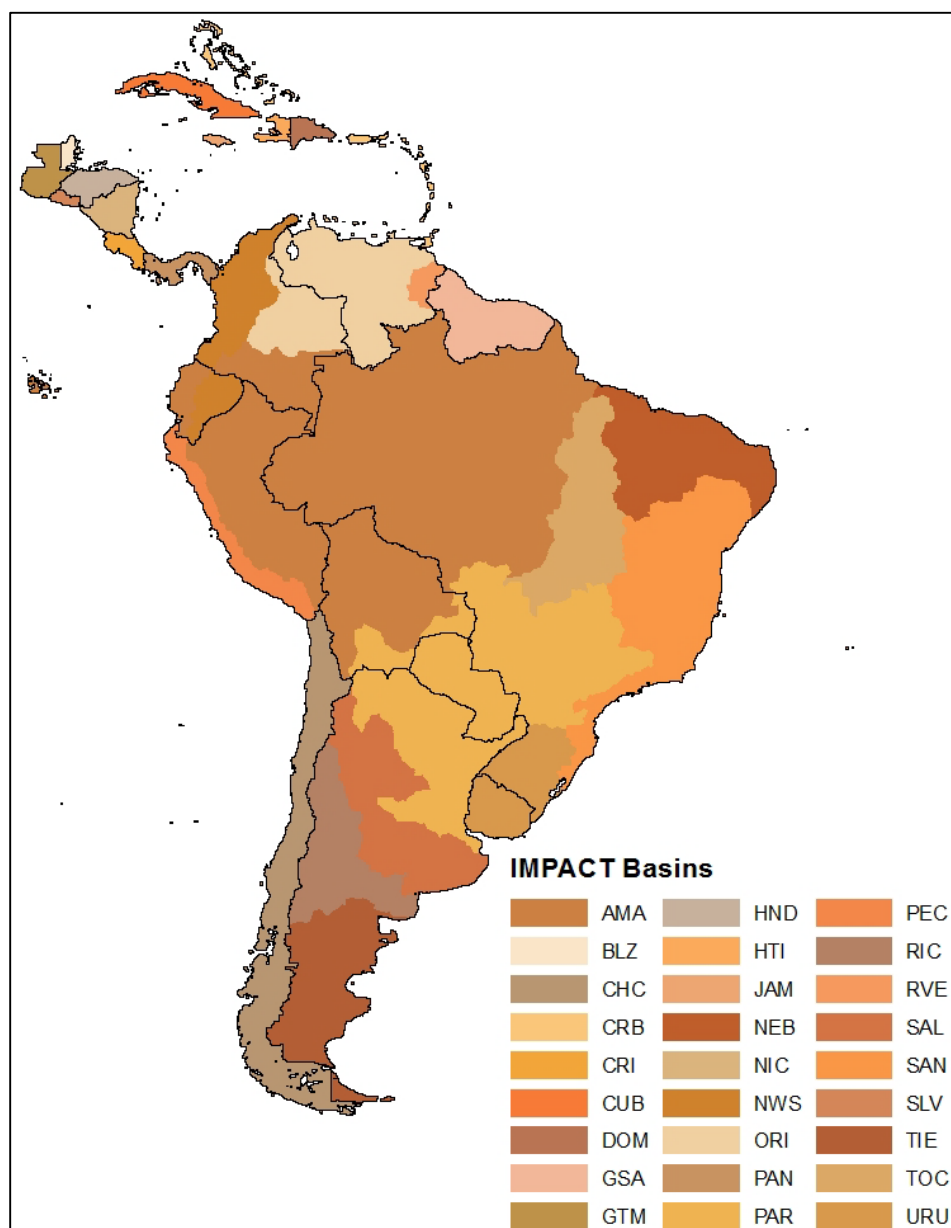 IMPACT Basins
AMA HND PEC
BLZ HTI RIC
CHC JAM RVE
CRB NEB SAL
CRI NIC SAN
CUB NWS SLV
DOM ORI TIE
GSA PAN TOC
GTM PAR URU